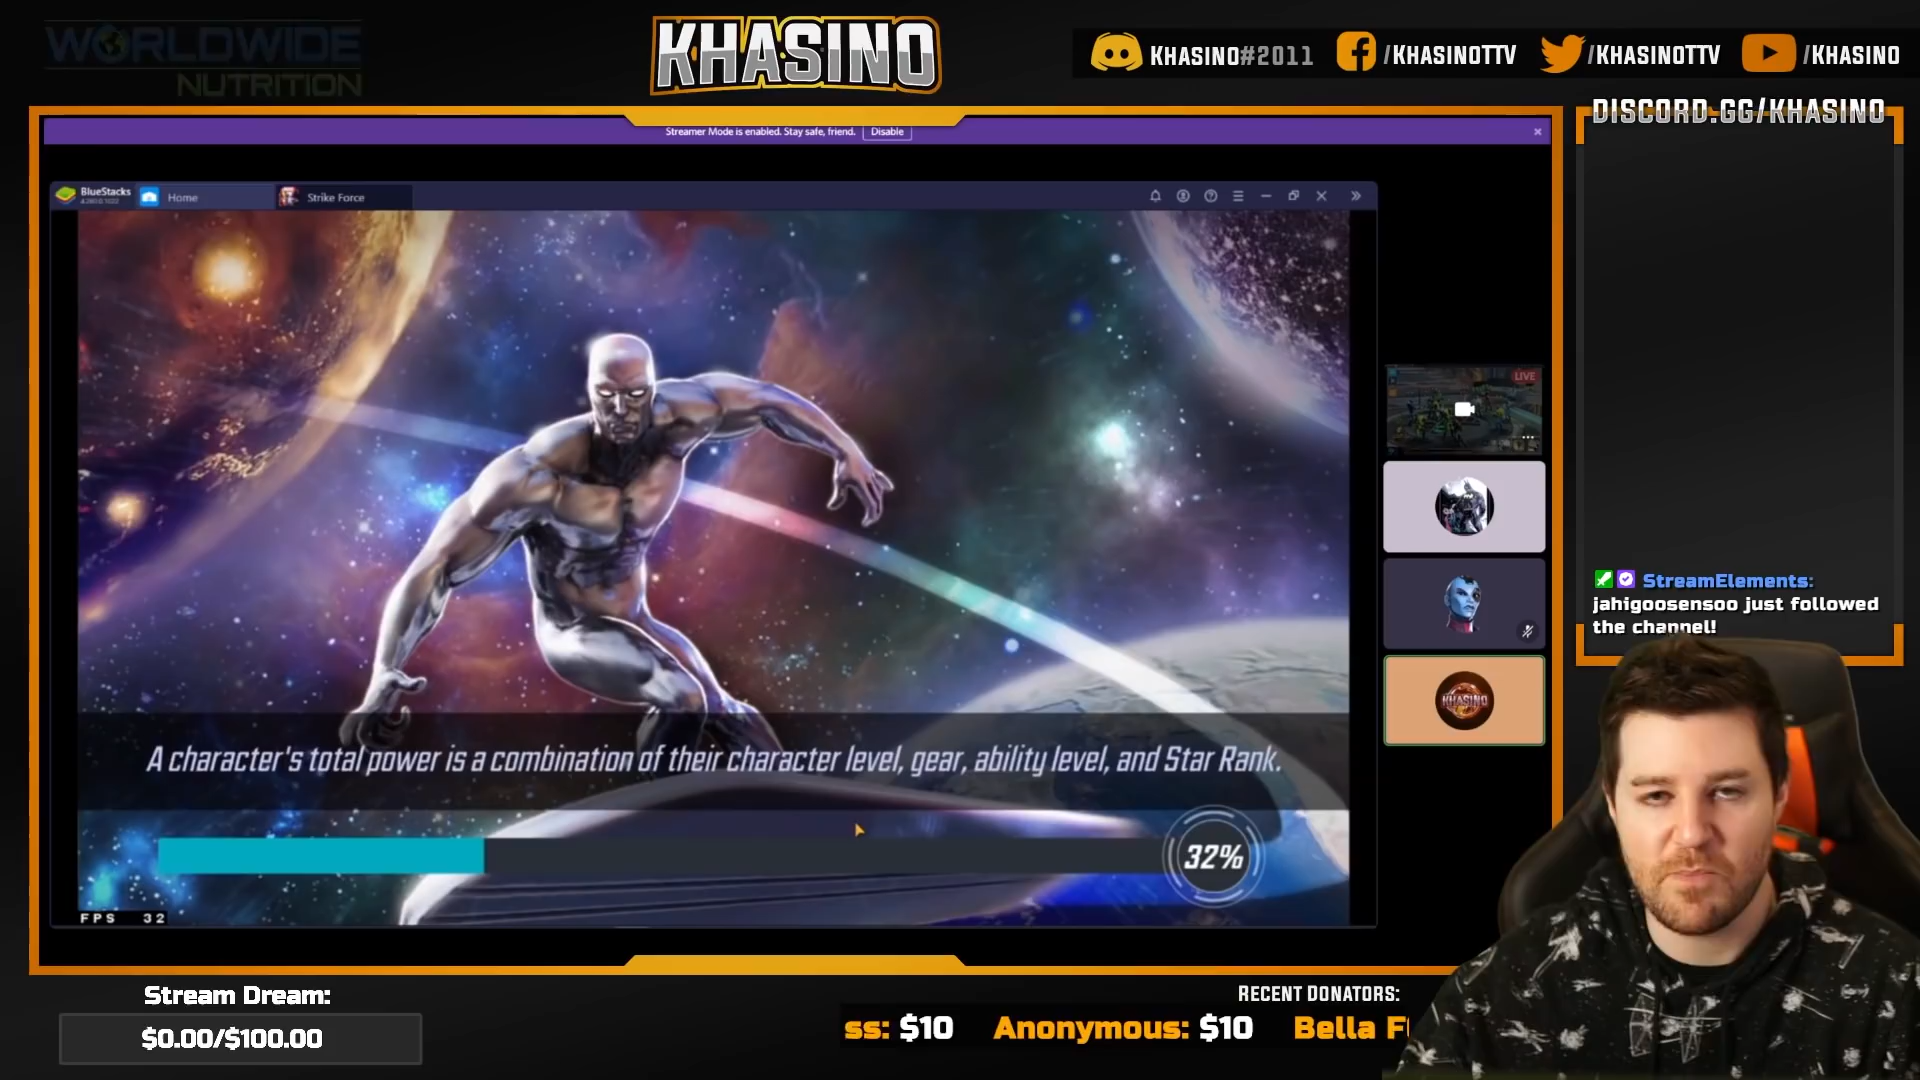 WORLDWIDE
NUTRITION
KHASINO
KHASINO#2011
/KHASINOTTV
/KHASINOTTV
/KHASINO
DISCORD.GG/KHASINO
Streamer Mode is enabled. Stay safe, friend.
Disable
BlueStacks
Home
Strike Force
LIVE
KHASINO
StreamElements:
jahigoosensoo just followed
the channel!
A character's total power is a combination of their character level, gear, ability level, and Star Rank.
32%
FPS 32
Stream Dream:
$0.00/$100.00
RECENT DONATORS:
ss: $10 Anonymous: $10 Bella